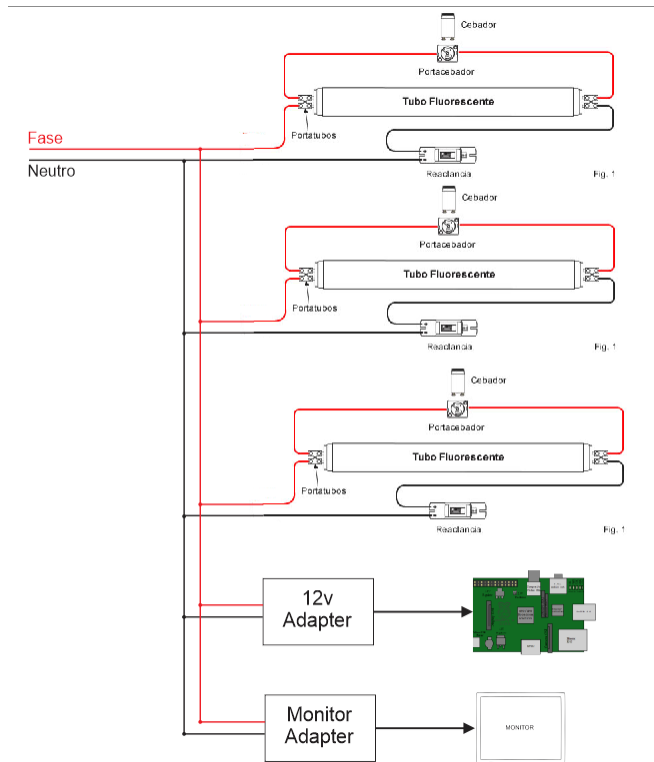 Cebador
Portacebador
Tubo Fluorescente
Portatubos
Fase
Neutro
Reactancia
Fig. 1
Cebador
Portacebador
Tubo Fluorescente
Portatubos
Reactancia
Fig. 1
Cebador
Portacebador
Tubo Fluorescente
Portatubos
Reactancia
Fig. 1
12v
Adapter
Monitor
Adapter
MONITOR